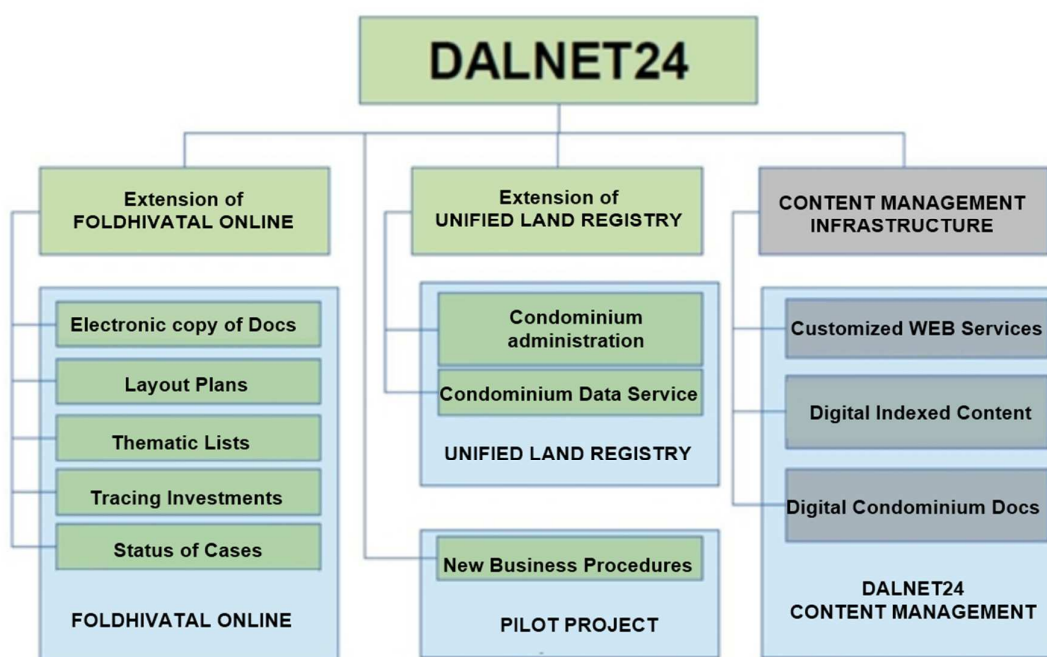 DALNET24
Extension of
FOLDHIVATAL ONLINE
Electronic copy of Docs
Layout Plans
Thematic Lists
Tracing Investments
Status of Cases
FOLDHIVATAL ONLINE
Extension of
UNIFIED LAND REGISTRY
Condominium
administration
Condominium Data Service
UNIFIED LAND REGISTRY
New Business Procedures
PILOT PROJECT
CONTENT MANAGEMENT
INFRASTRUCTURE
Customized WEB Services
Digital Indexed Content
Digital Condominium Docs
DALNET24
CONTENT MANAGEMENT